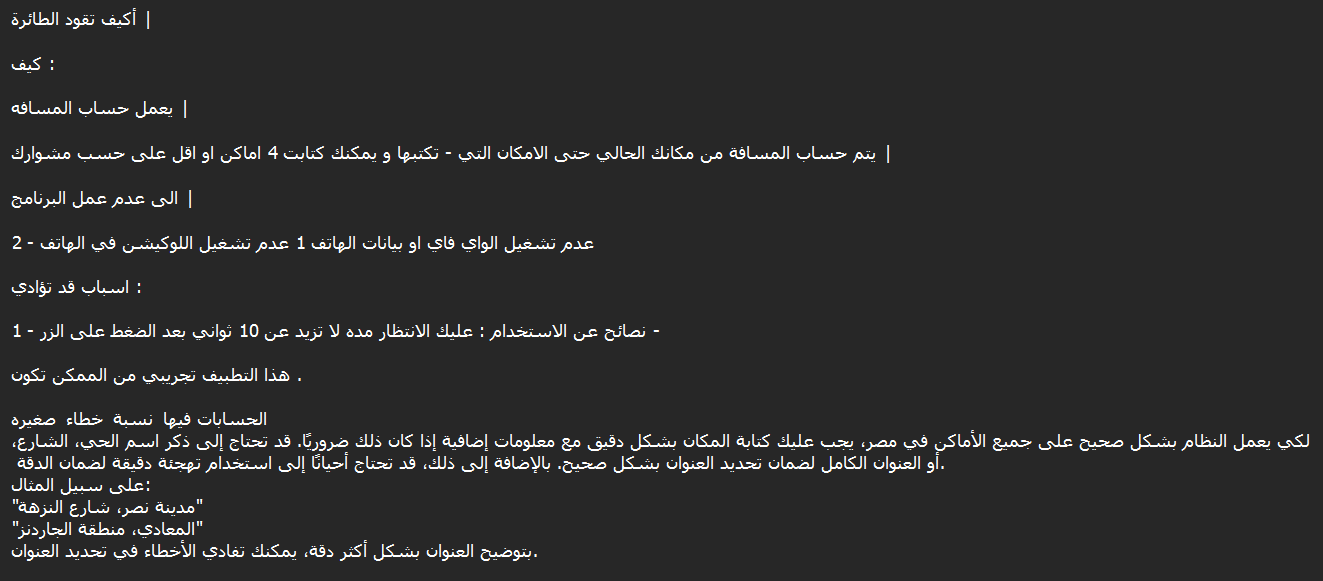 أكيف تقود الطائرة |
كيف :
يعمل حساب المسافه |
يتم حساب المسافة من مكانك الحالي حتى الامكان التي - تكتبها و يمكنك كتابت 4 اماكن او اقل على حسب مشوارك |
الى عدم عمل البرنامج |
2 - عدم تشغيل الواي فاي او بيانات الهاتف 1 عدم تشغيل اللوكيشن في الهاتف
اسباب قد تؤادي :
1 - نصائح عن الاستخدام : عليك الانتظار مده لا تزيد عن 10 ثواني بعد الضغط على الزر -
هذا التطبيف تجريبي من الممكن تكون .
الحسابات فيها نسبة خطاء صغيره
لكي يعمل النظام بشكل صحيح على جميع الأماكن في مصر، يجب عليك كتابة المكان بشكل دقيق مع معلومات إضافية إذا كان ذلك ضروريًا. قد تحتاج إلى ذكر اسم الحي، الشارع،
أو العنوان الكامل لضمان تحديد العنوان بشكل صحيح. بالإضافة إلى ذلك، قد تحتاج أحيانًا إلى استخدام تهجئة دقيقة لضمان الدقة.
على سبيل المثال:
"مدينة نصر، شارع النزهة"
"المعادي، منطقة الجاردنز"
بتوضيح العنوان بشكل أكثر دقة، يمكنك تفادي الأخطاء في تحديد العنوان.